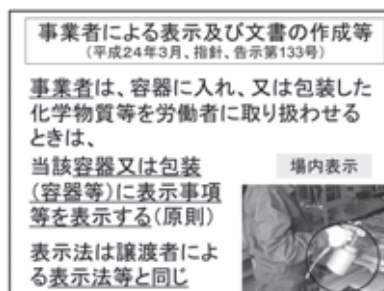 事業者による表示及び文書の作成等
(平成24年3月、指針、告示第133号)
事業者は、容器に入れ、又は包装した
化学物質等を労働者に取り扱わせる
ときは、
当該容器又は包装
(容器等)に表示事項
等を表示する(原則)
場内表示
表示法は譲渡者によ
る表示法等と同じ